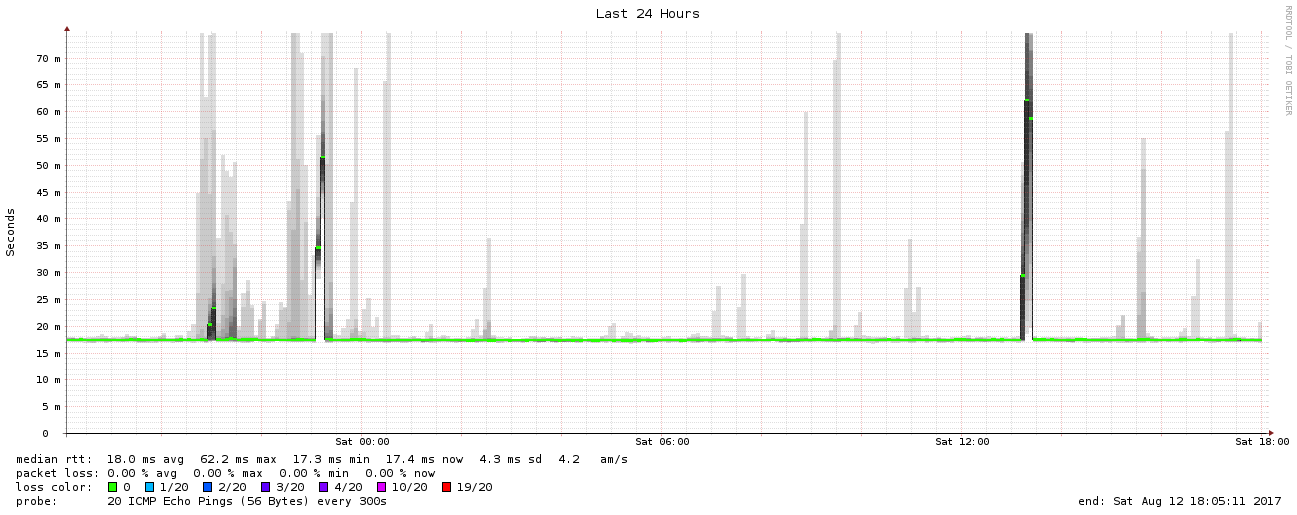 Last 24 Hours
RRDTOOL / TOBI OETIKER
Seconds
70 m
65 m
60 m
55 m
50 m
45 m
40 m
35 m
30 m
25 m
20 m
15 m
10 m
5 m
0
Sat 00:00 Sat 06:00 Sat 12:00 Sat 18:00
median rtt: 18.0 ms avg 62.2 ms max 17.3 ms min 17.4 ms now 4.3 ms sd 4.2 am/s
packet loss: 0.00 % avg 0.00 % max 0.00 % min 0.00 % now
loss color: 0 1/20 2/20 3/20 4/20 10/20 19/20
probe: 20 ICMP Echo Pings (56 Bytes) every 300s end: Sat Aug 12 18:05:11 2017